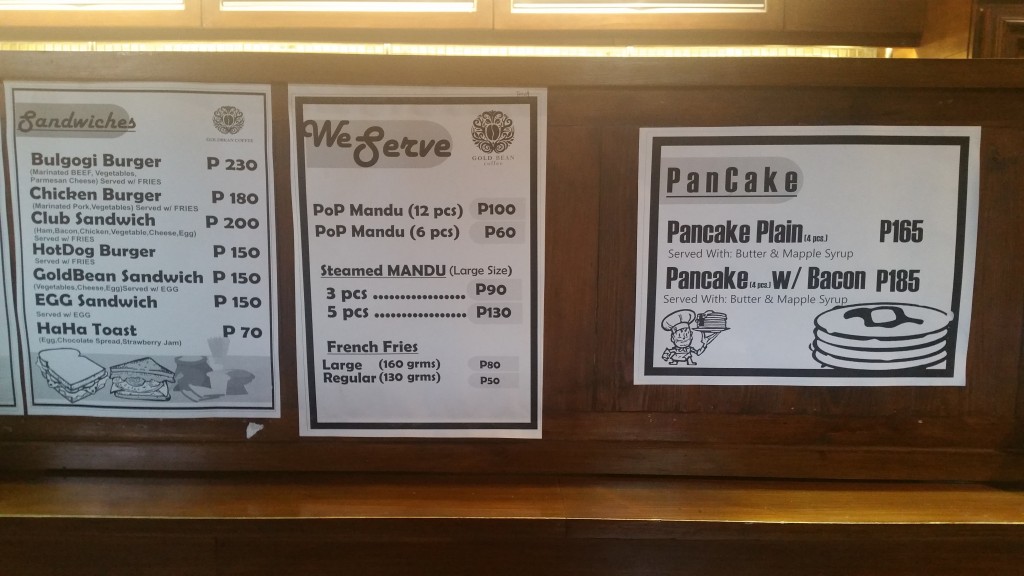 Sandwiches
GOLDBEAN COFFEE
Bulgogi Burger P 230
(Marinated BEEF, Vegetables,
Parmesan Cheese) Served w/ FRIES
Chicken Burger P 180
(Marinated Pork,Vegetables) Served w/ FRIES
Club Sandwich P 200
(Ham,Bacon,Chicken,Vegetable,Cheese,Egg)
Served w/ FRIES
HotDog Burger P 150
Served w/ FRIES
GoldBean Sandwich P 150
(Vegetables,Cheese,Egg)Served w/ EGG
EGG Sandwich P 150
Served w/ EGG
HaHa Toast P 70
(Egg,Chocolate Spread,Strawberry Jam)
We Serve
GOLD BEAN
coffee
PoP Mandu (12 pcs) P100
PoP Mandu (6 pcs) P60
Steamed MANDU (Large Size)
3 pcs .................. P90
5 pcs .................. P130
French Fries
Large (160 grms) P80
Regular (130 grms) P50
PanCake
Pancake Plain (4 pcs.) P165
Served With: Butter & Mapple Syrup
Pancake (4 pcs.) w/ Bacon P185
Served With: Butter & Mapple Syrup